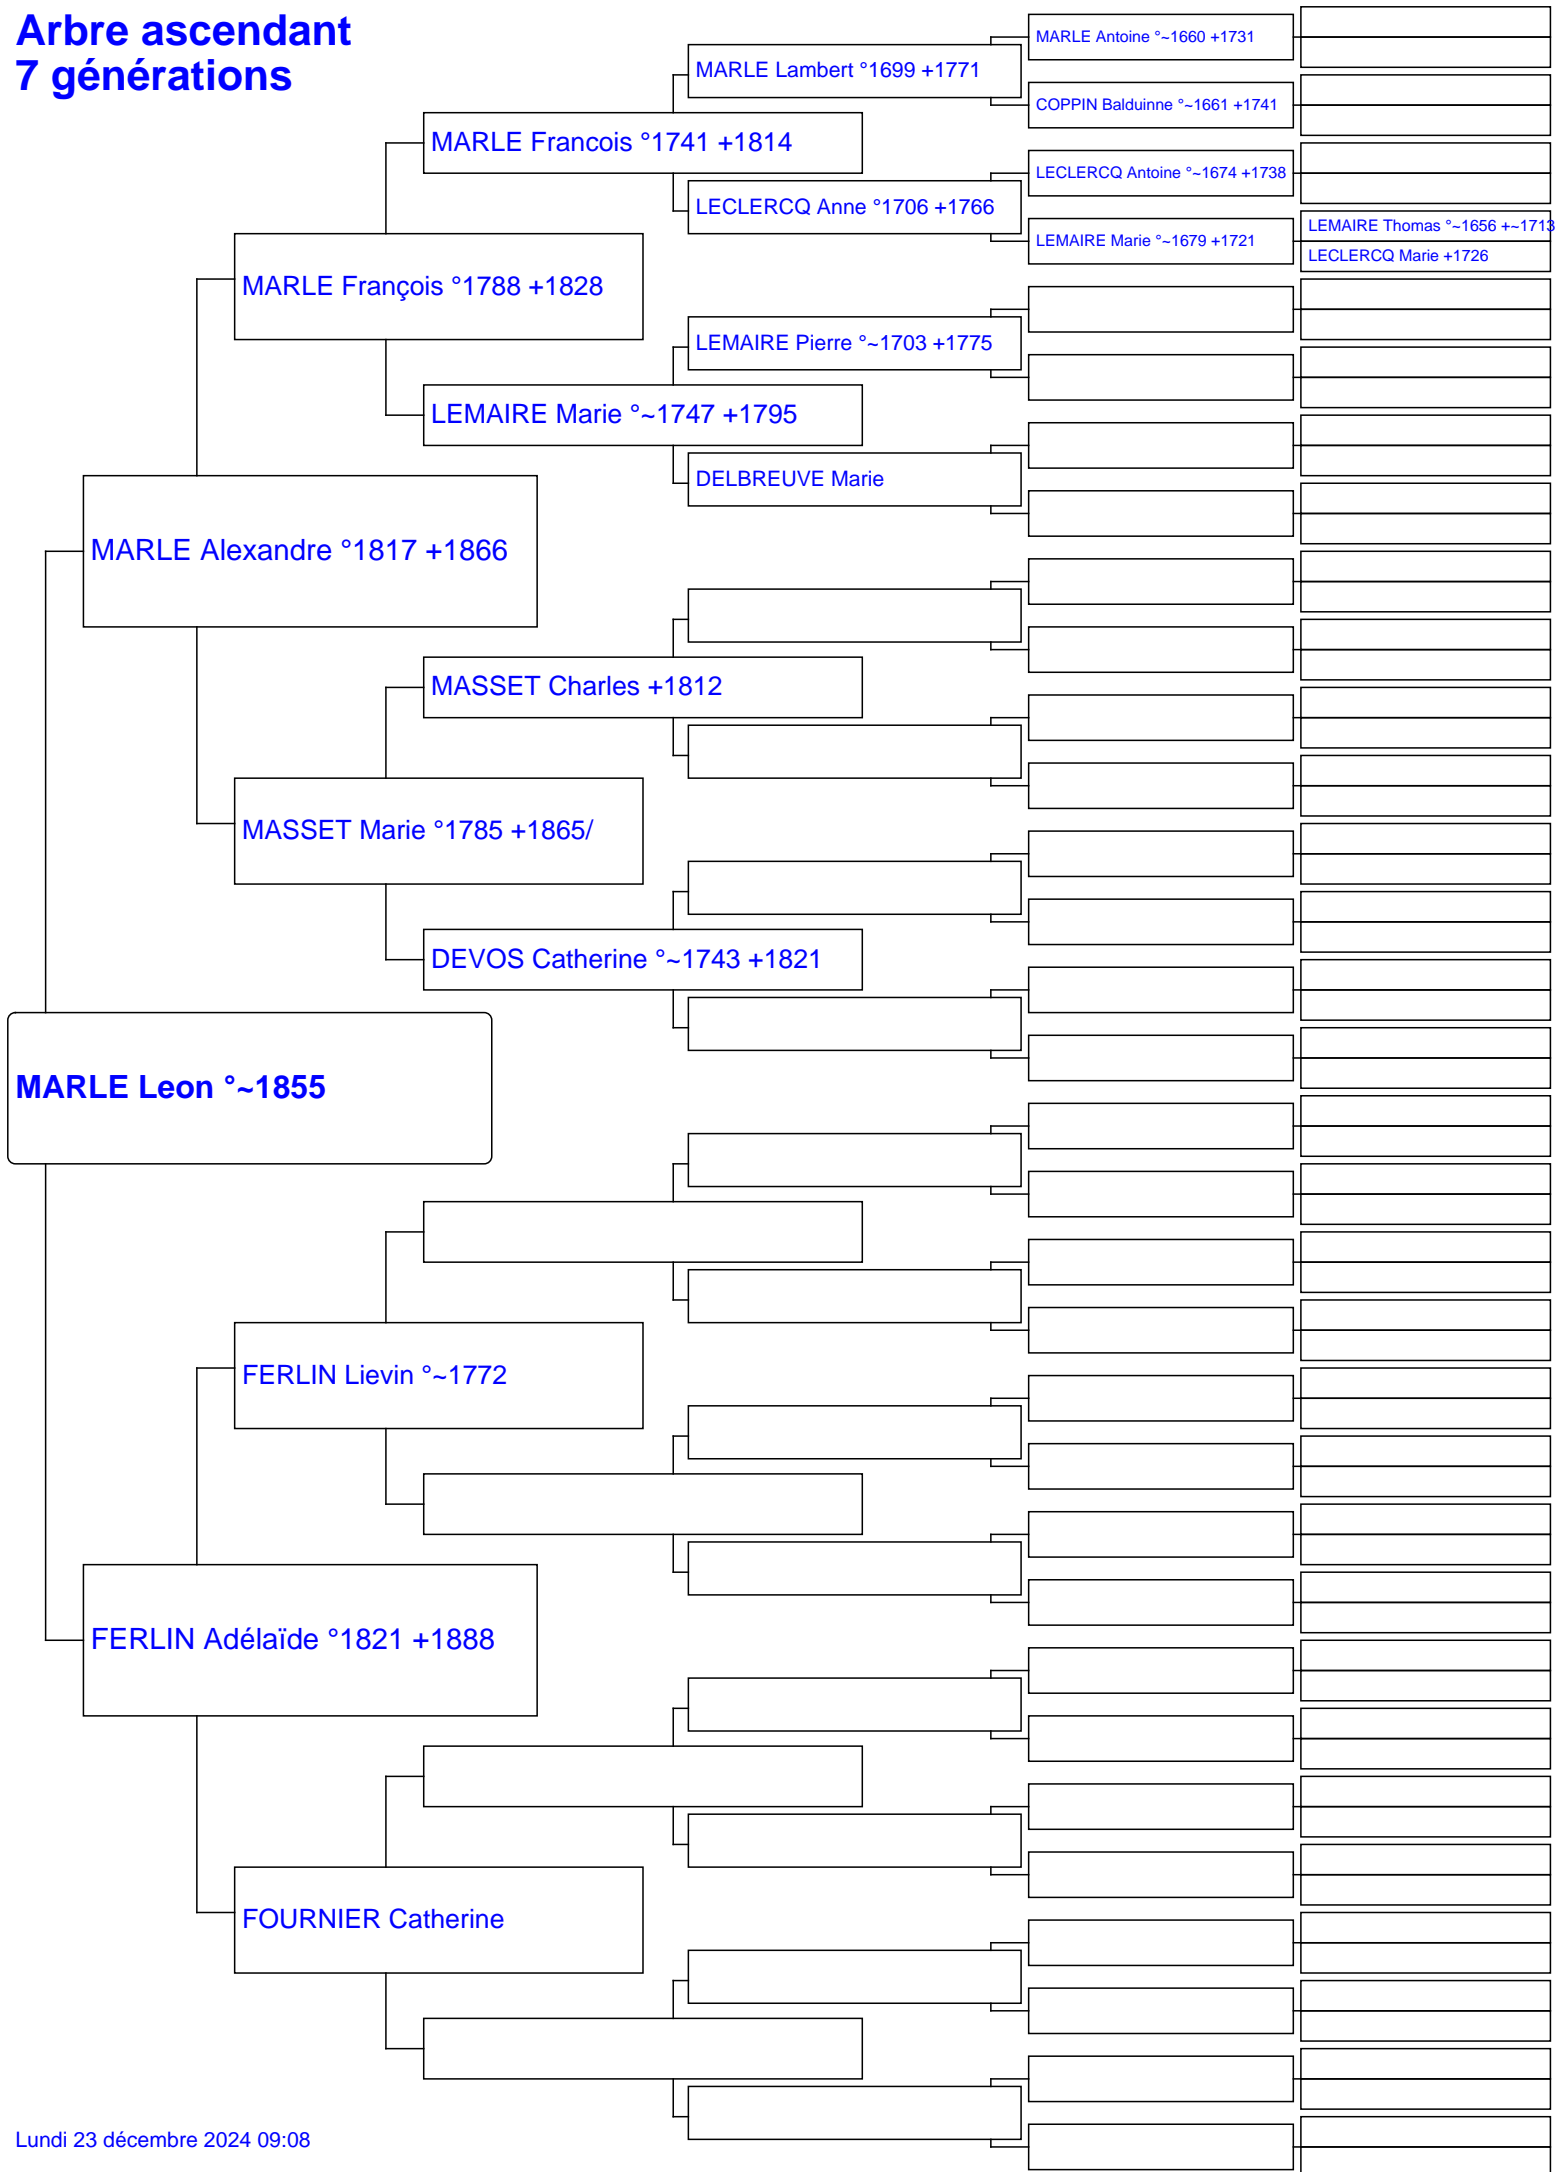 Arbre ascendant
7 générations
MARLE Antoine °~1660 +1731
MARLE Lambert °1699 +1771
COPPIN Balduinne °~1661 +1741
MARLE Francois °1741 +1814
LECLERCQ Antoine °~1674 +1738
LECLERCQ Anne °1706 +1766
LEMAIRE Thomas °~1656 +~1713
LEMAIRE Marie °~1679 +1721
LECLERCQ Marie +1726
MARLE François °1788 +1828
LEMAIRE Pierre °~1703 +1775
LEMAIRE Marie °~1747 +1795
DELBREUVE Marie
MARLE Alexandre °1817 +1866
MASSET Charles +1812
MASSET Marie °1785 +1865/
DEVOS Catherine °~1743 +1821
MARLE Leon °~1855
FERLIN Lievin °~1772
FERLIN Adélaïde °1821 +1888
FOURNIER Catherine
Lundi 23 décembre 2024 09:08